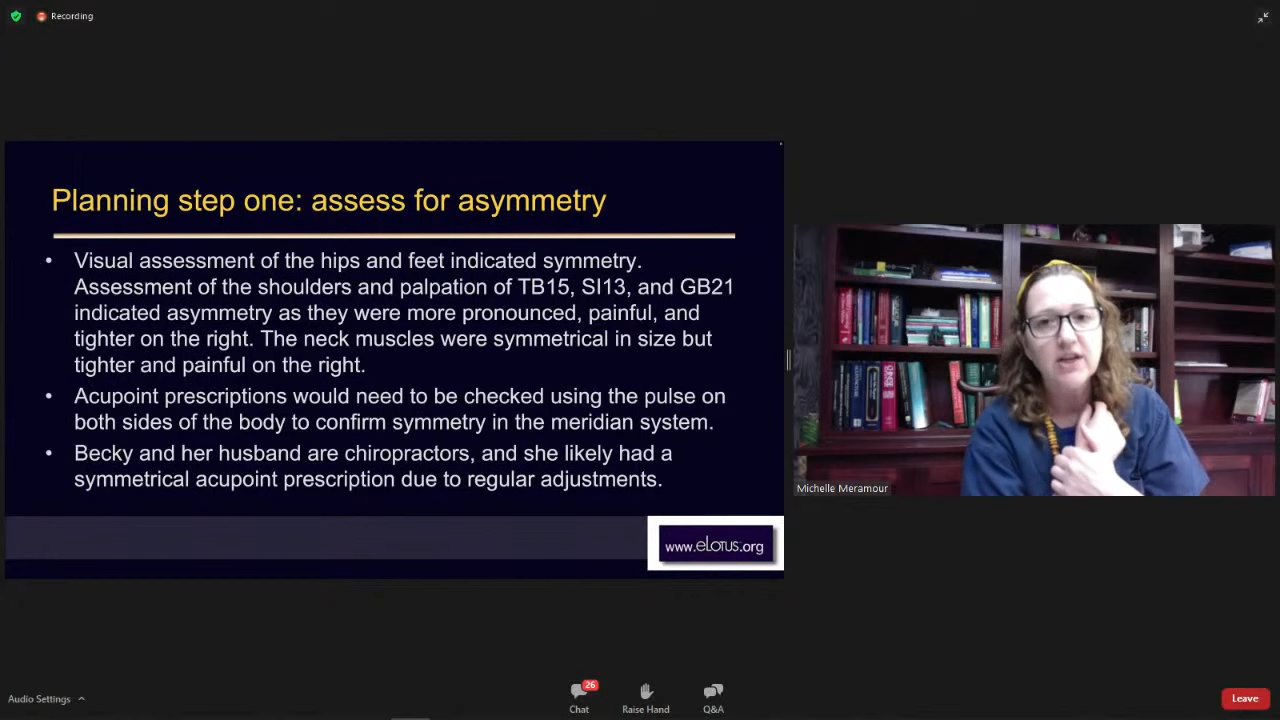 Recording
Planning step one: assess for asymmetry
• Visual assessment of the hips and feet indicated symmetry.
Assessment of the shoulders and palpation of TB15, SI13, and GB21
indicated asymmetry as they were more pronounced, painful, and
tighter on the right. The neck muscles were symmetrical in size but
tighter and painful on the right.
• Acupoint prescriptions would need to be checked using the pulse on
both sides of the body to confirm symmetry in the meridian system.
• Becky and her husband are chiropractors, and she likely had a
symmetrical acupoint prescription due to regular adjustments.
www.eLotus.org
Michelle Meramour
Audio Settings
26
Chat
Raise Hand
Q&A
Leave